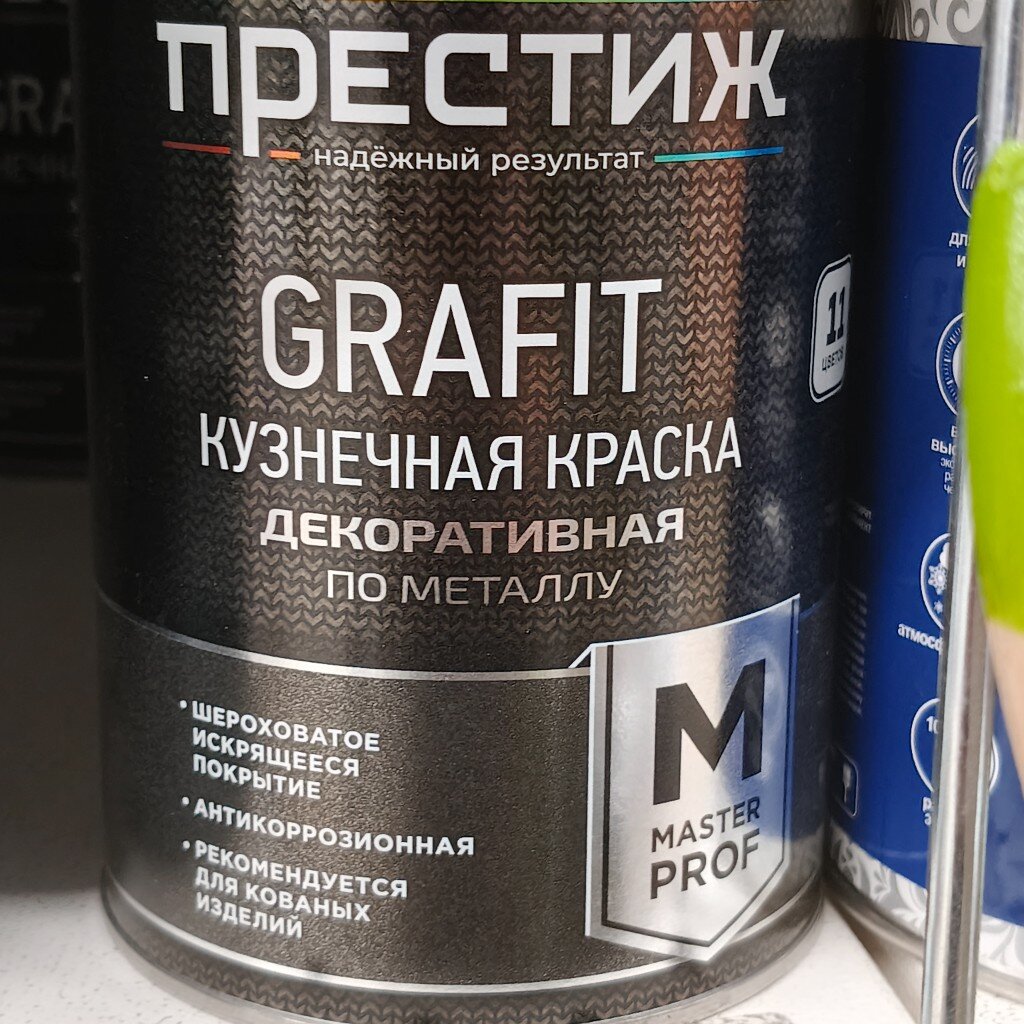 ПРЕСТИЖ
надёжный результат
GRAFIT
КУЗНЕЧНАЯ КРАСКА
ДЕКОРАТИВНАЯ
ПО МЕТАЛЛУ
11
ЦВЕТОВ
• ШЕРОХОВАТОЕ
ИСКРЯЩЕЕСЯ
ПОКРЫТИЕ
• АНТИКОРРОЗИОННАЯ
• РЕКОМЕНДУЕТСЯ
ДЛЯ КОВАНЫХ
ИЗДЕЛИЙ
M
MASTER
PROF